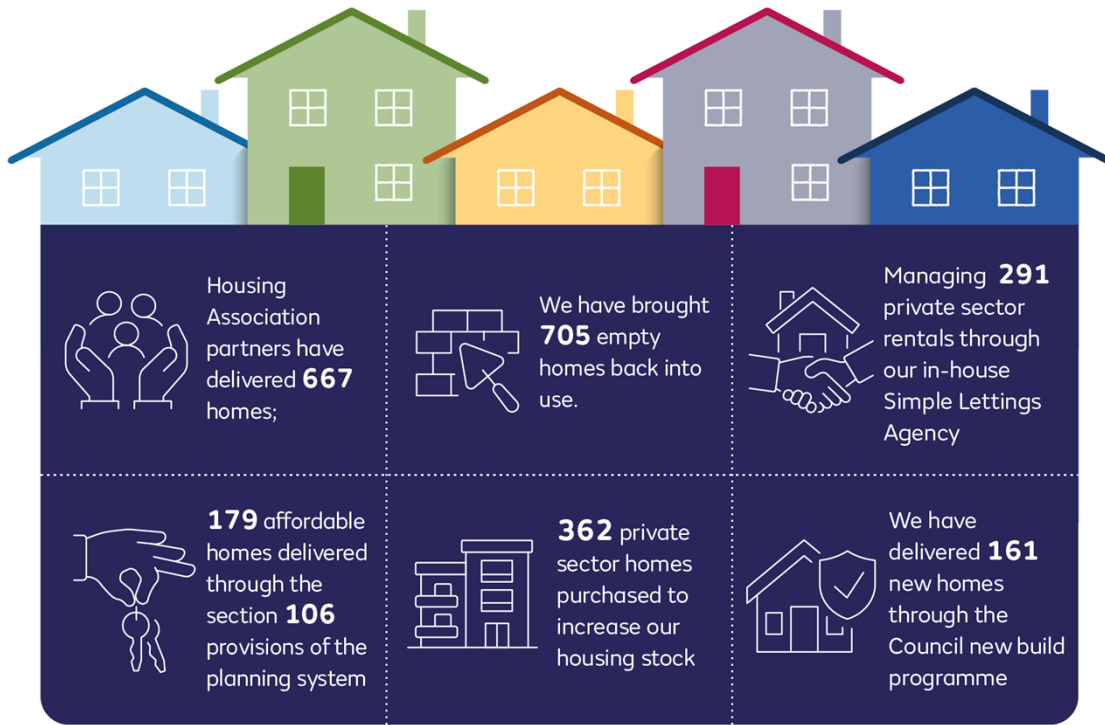 Housing
Association
partners have
delivered 667
homes;
We have brought
705 empty
homes back into
use.
Managing 291
private sector
rentals through
our in-house
Simple Lettings
Agency
179 affordable
homes delivered
through the
section 106
provisions of the
planning system
362 private
sector homes
purchased to
increase our
housing stock
We have
delivered 161
new homes
through the
Council new build
programme